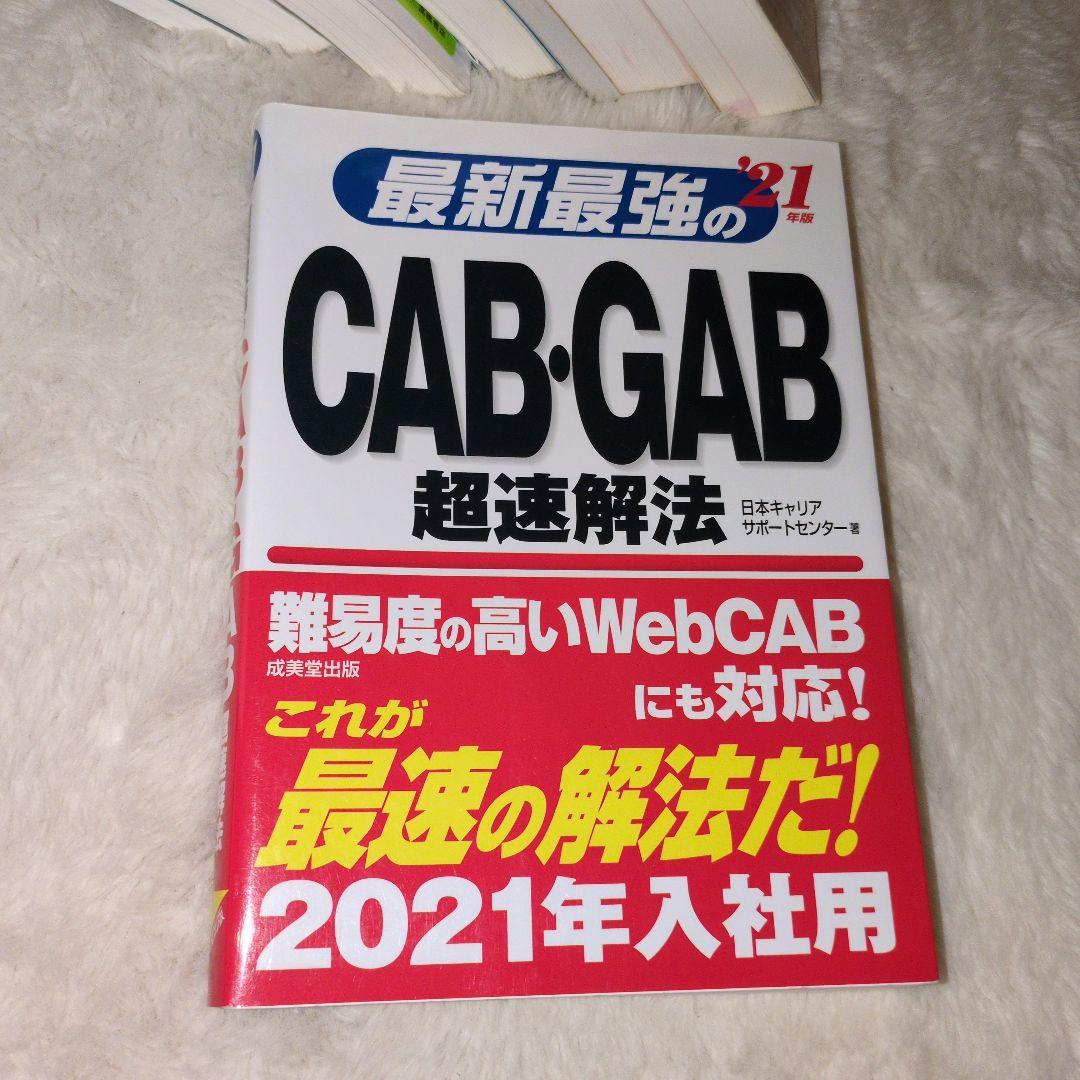 最新最強の
'21
年版
CAB・GAB
超速解法
日本キャリア
サポートセンター 著
難易度の高いWebCAB
にも対応!
成美堂出版
これが
最速の解法だ!
2021年入社用